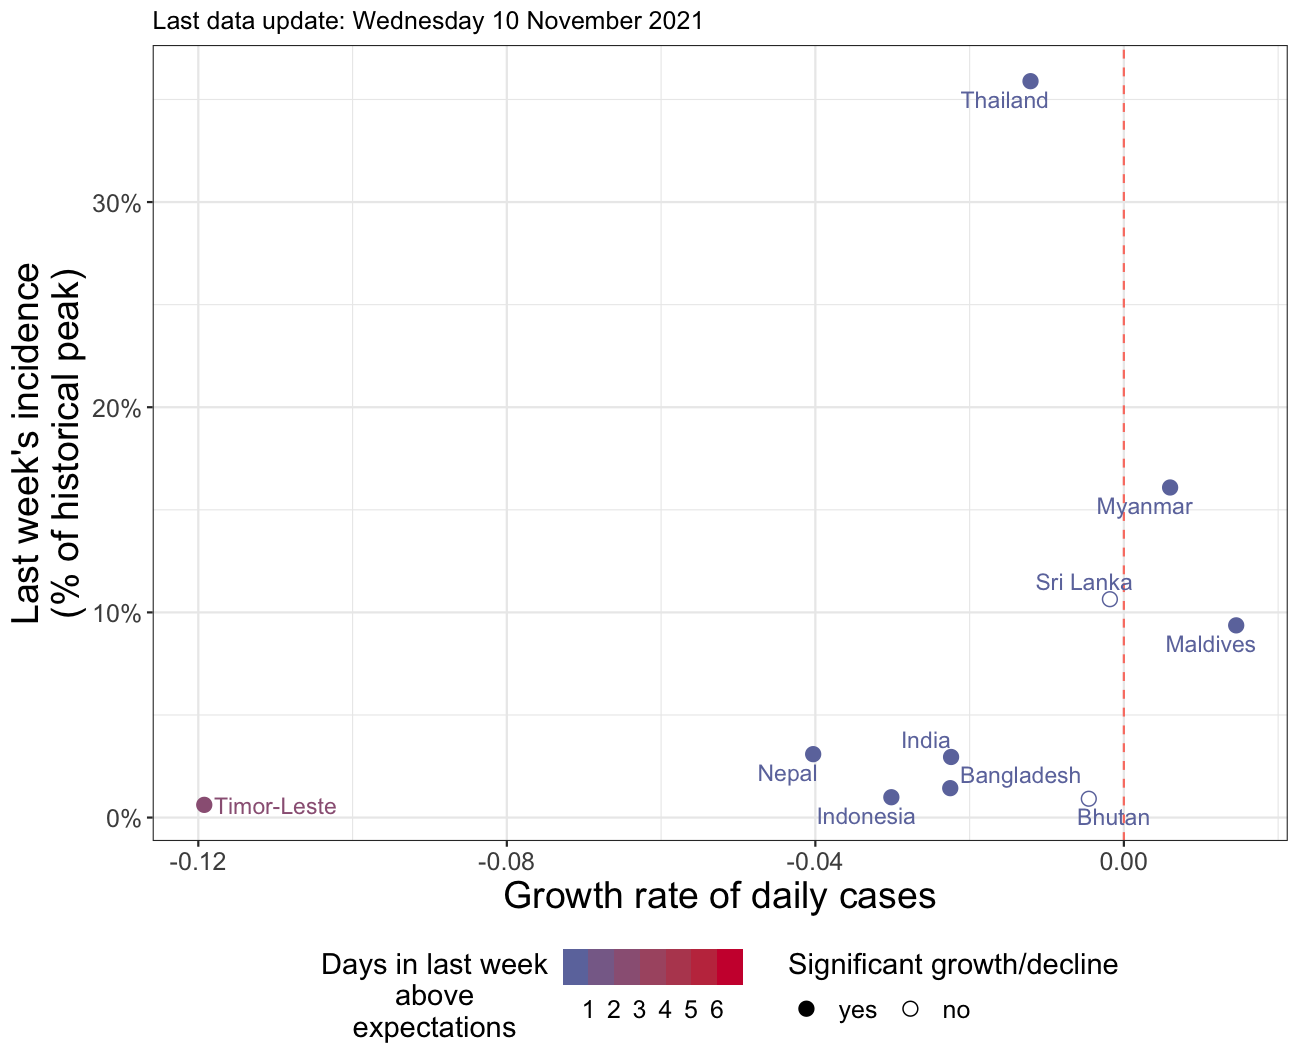 Last data update: Wednesday 10 November 2021
Thailand
30%
20%
Myanmar
Sri Lanka
10%
Maldives
India
Nepal
Bangladesh
Timor-Leste
Indonesia
Bhutan
0%
Last week's incidence
(% of historical peak)
-0.12
-0.08
-0.04
0.00
Growth rate of daily cases
Days in last week
above
expectations
1 2 3 4 5 6
Significant growth/decline
yes
no